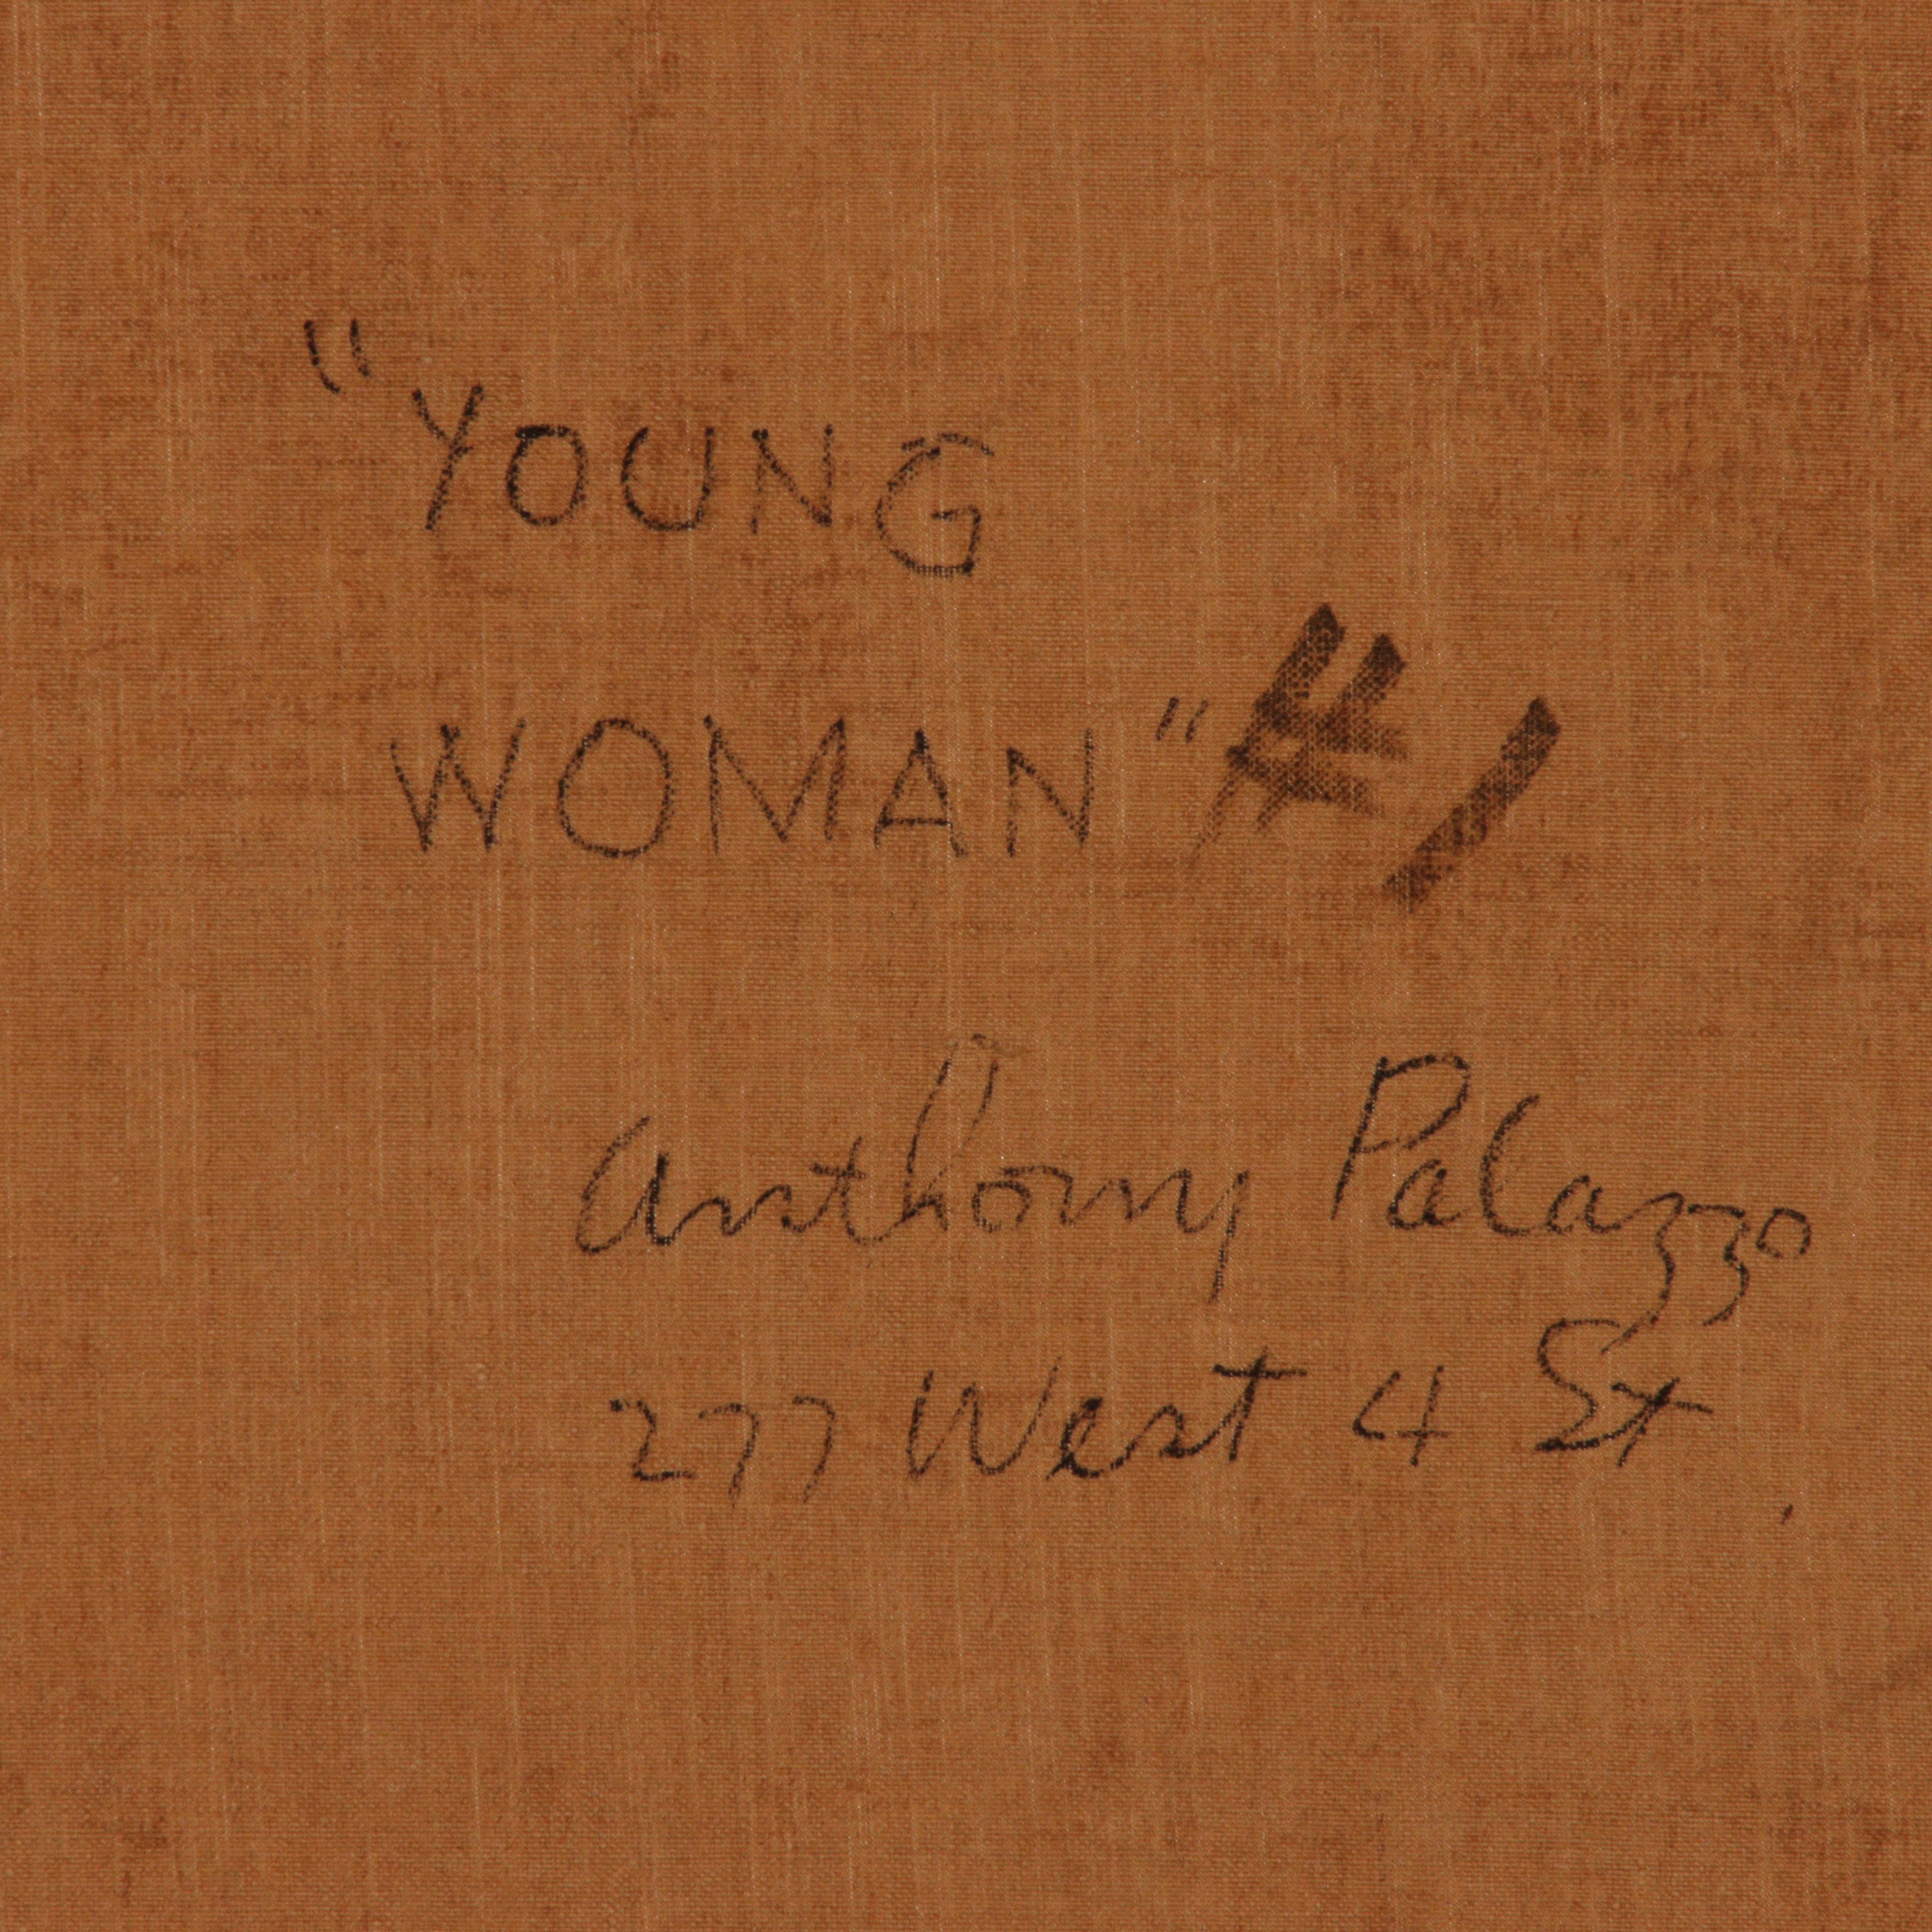 "YOUNG
WOMAN" #1
Anthony Palazzo
277 West 4 St